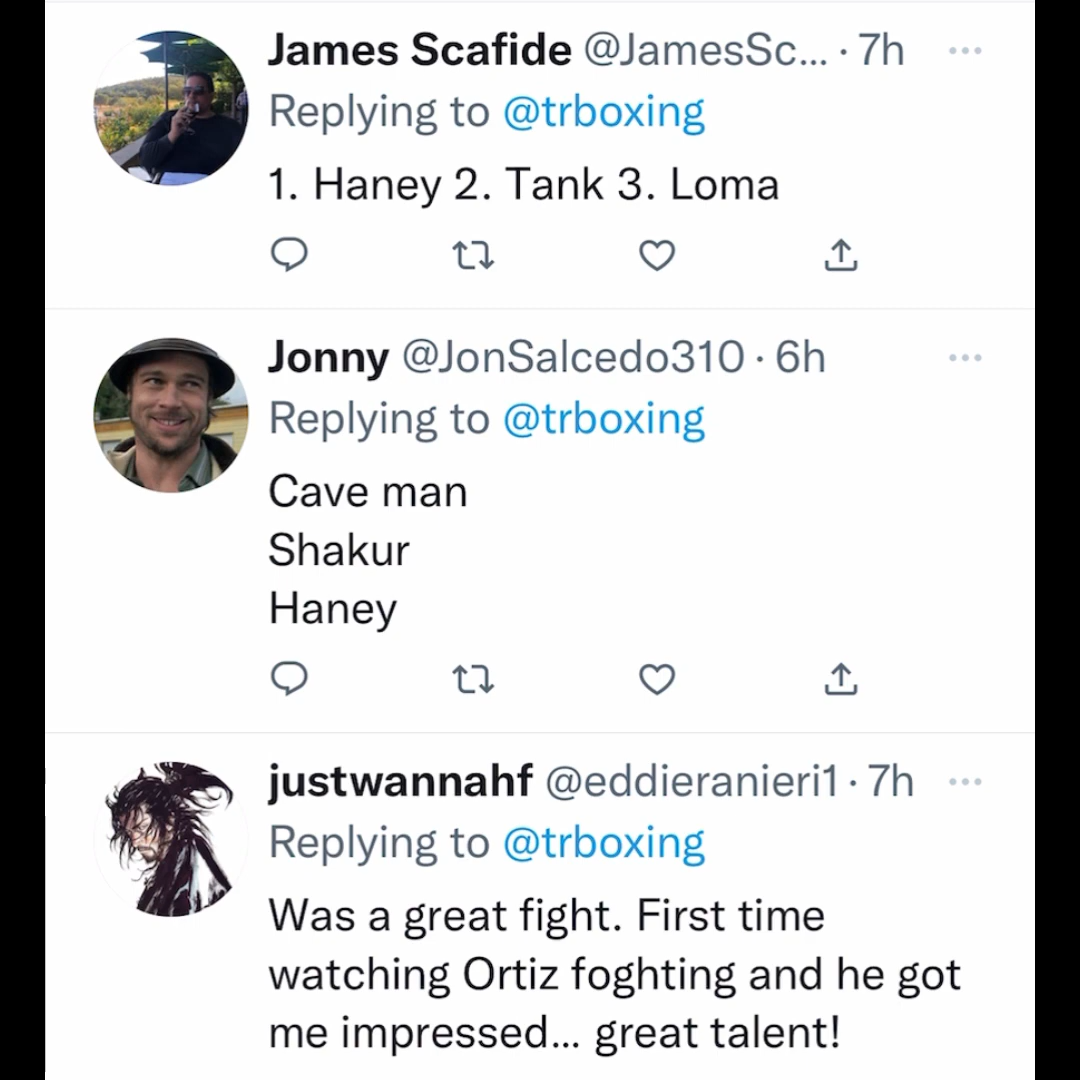 James Scafide @JamesSc... · 7h
Replying to @trboxing
1. Haney 2. Tank 3. Loma
Jonny @JonSalcedo310 · 6h
Replying to @trboxing
Cave man
Shakur
Haney
justwannahf @eddieranieri1 · 7h
Replying to @trboxing
Was a great fight. First time
watching Ortiz foghting and he got
me impressed... great talent!